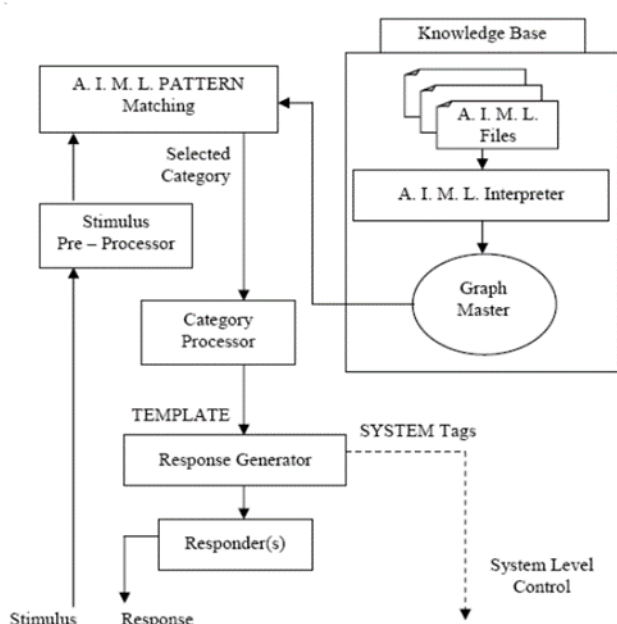 Knowledge Base
A. I. M. L. PATTERN
Matching
A. I. M. L.
Files
Selected
Category
A. I. M. L. Interpreter
Stimulus
Pre – Processor
Graph
Master
Category
Processor
TEMPLATE
SYSTEM Tags
Response Generator
Responder(s)
System Level
Control
Stimulus
Response